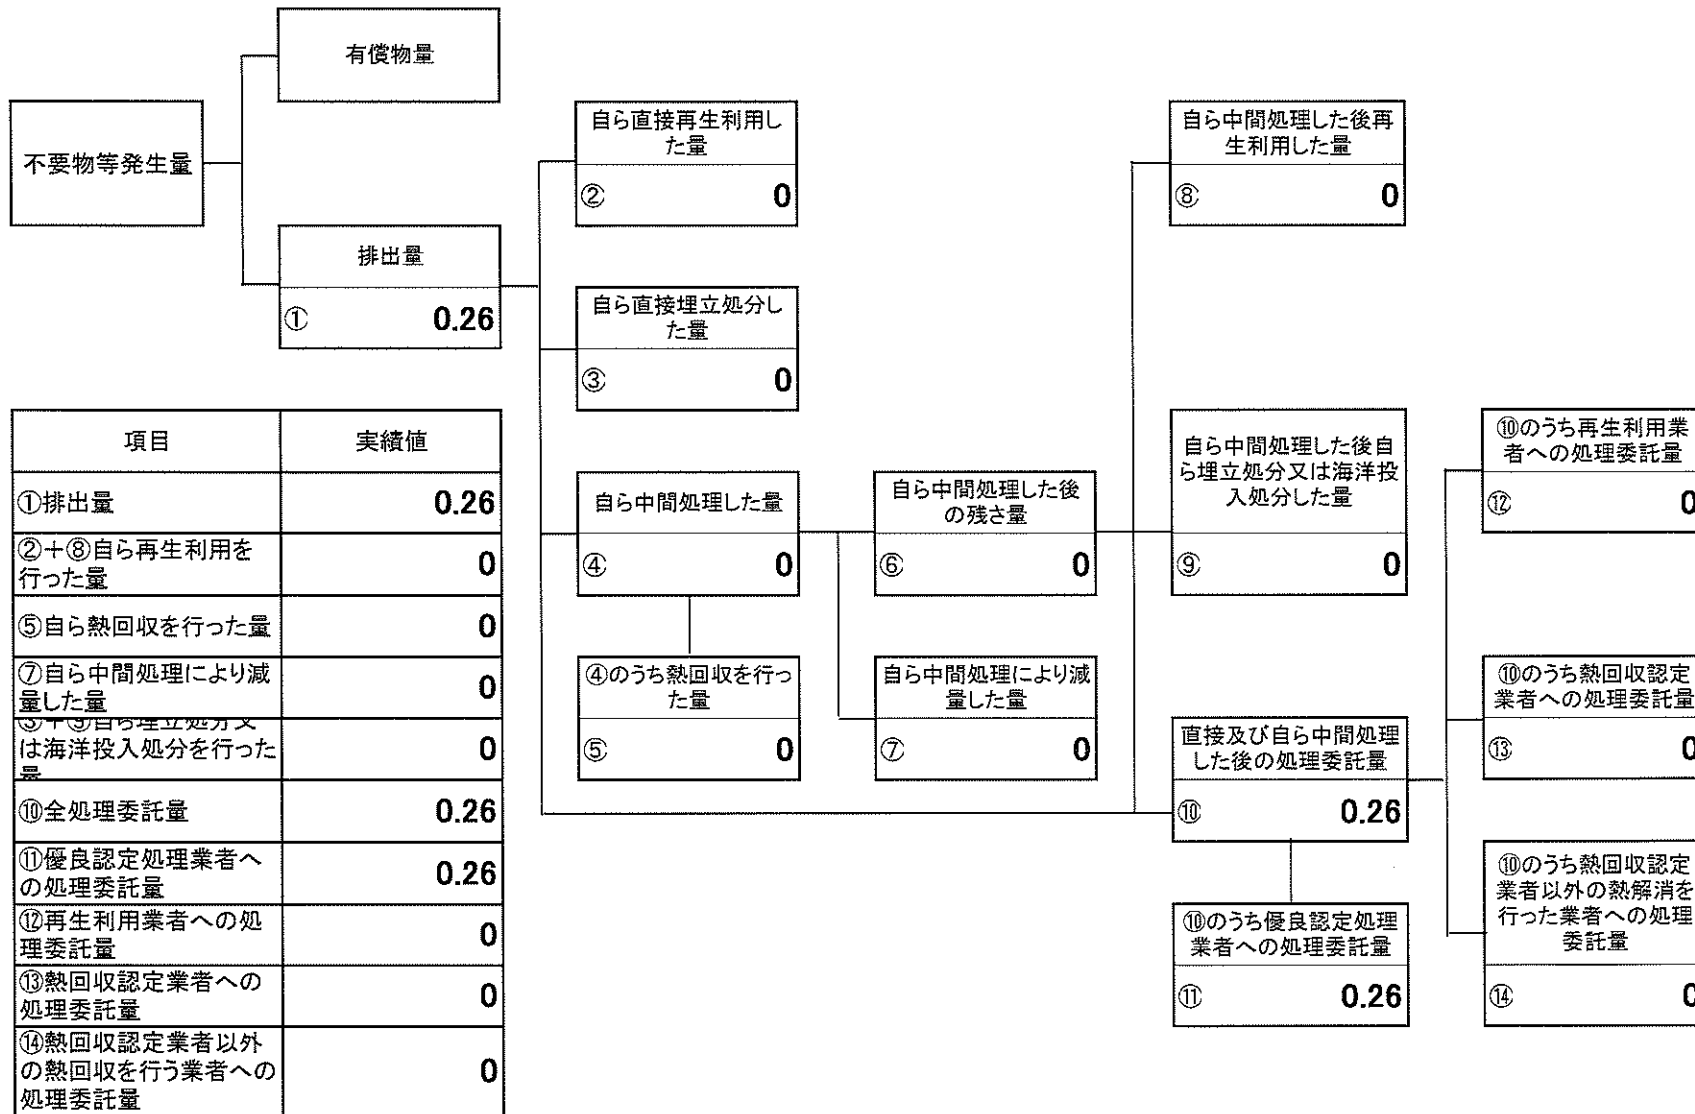 有償物量
不要物等発生量
排出量
① 0.26
自ら直接再生利用し
た量
② 0
自ら直接埋立処分し
た量
③ 0
自ら中間処理した量
④ 0
④のうち熱回収を行っ
た量
⑤ 0
自ら中間処理した後
の残さ量
⑥ 0
自ら中間処理により減
量した量
⑦ 0
自ら中間処理した後再
生利用した量
⑧ 0
自ら中間処理した後自
ら埋立処分又は海洋投
入処分した量
⑨ 0
直接及び自ら中間処理
した後の処理委託量
⑩ 0.26
⑩のうち優良認定処理
業者への処理委託量
⑪ 0.26
⑩のうち再生利用業
者への処理委託量
⑫ 0
⑩のうち熱回収認定
業者への処理委託量
⑬ 0
⑩のうち熱回収認定
業者以外の熱解消を
行った業者への処理
委託量
⑭ 0
項目 実績値
①排出量 0.26
②+⑧自ら再生利用を
行った量 0
⑤自ら熱回収を行った量 0
⑦自ら中間処理により減
量した量 0
③+⑨自ら埋立処分又
は海洋投入処分を行った
量 0
⑩全処理委託量 0.26
⑪優良認定処理業者へ
の処理委託量 0.26
⑫再生利用業者への処
理委託量 0
⑬熱回収認定業者への
処理委託量 0
⑭熱回収認定業者以外
の熱回収を行う業者への
処理委託量 0